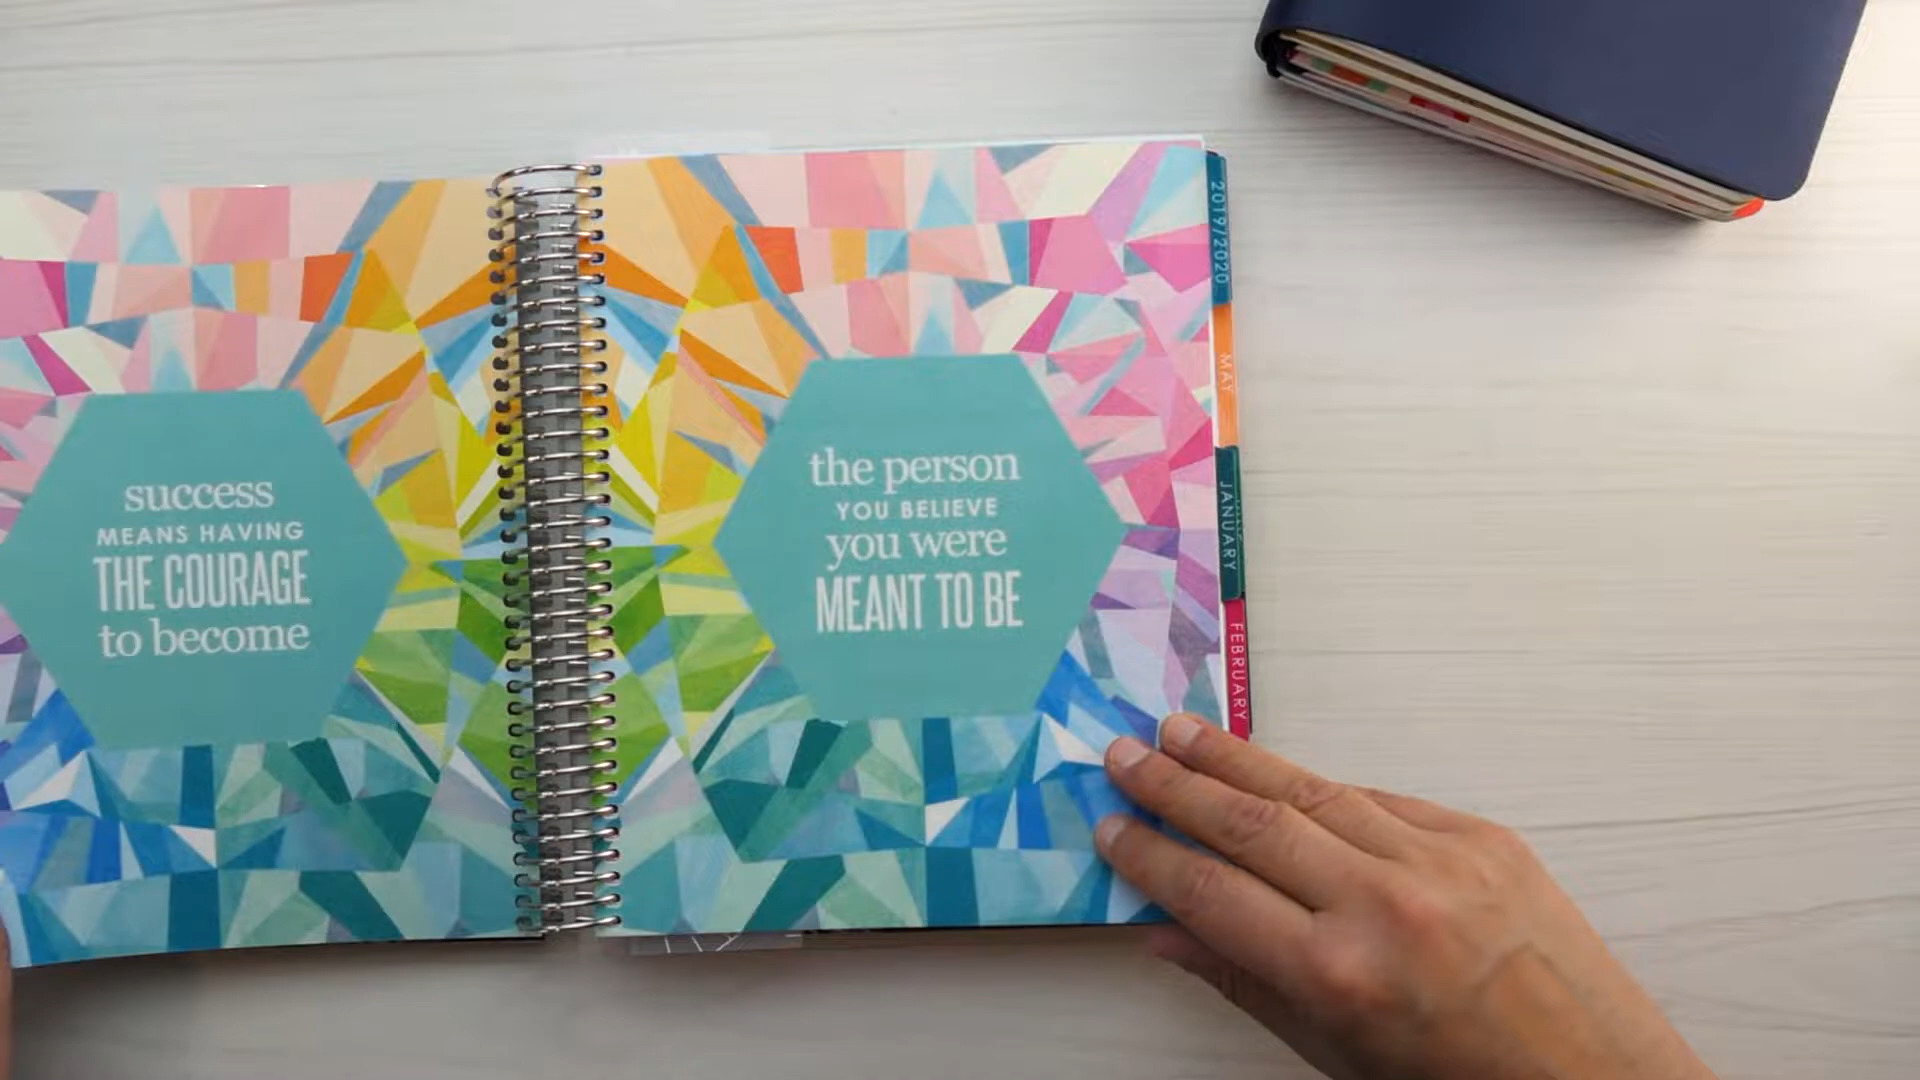 success
MEANS HAVING
THE COURAGE
to become
the person
YOU BELIEVE
you were
MEANT TO BE
2019/2020
MAY
JANUARY
FEBRUARY